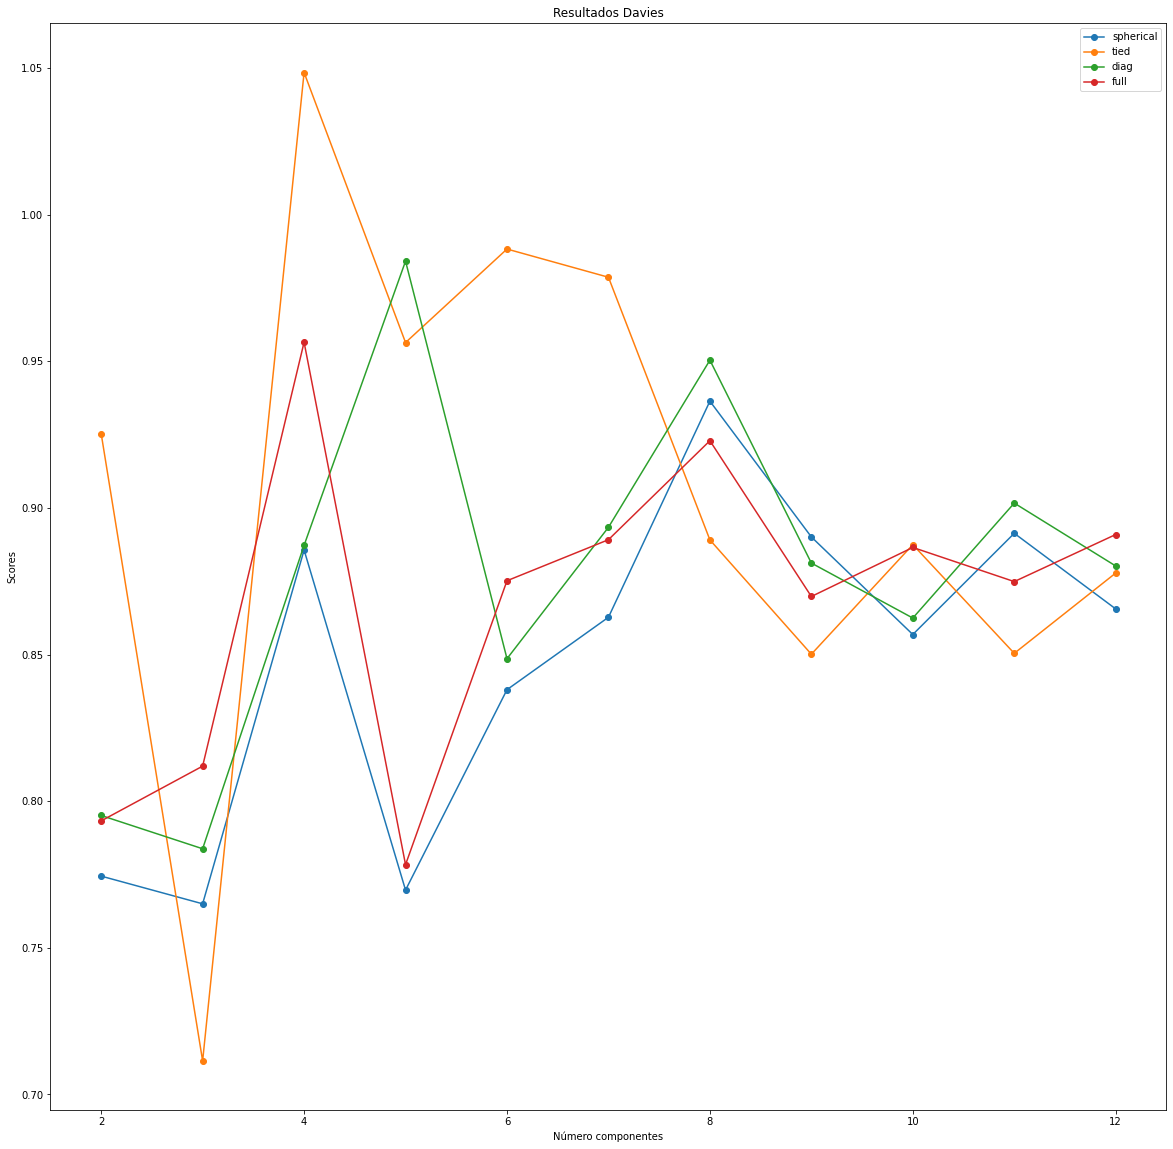 Resultados Davies
spherical
tied
diag
full
1.05
1.00
0.95
0.90
0.85
0.80
0.75
0.70
Scores
2
4
6
8
10
12
Número componentes